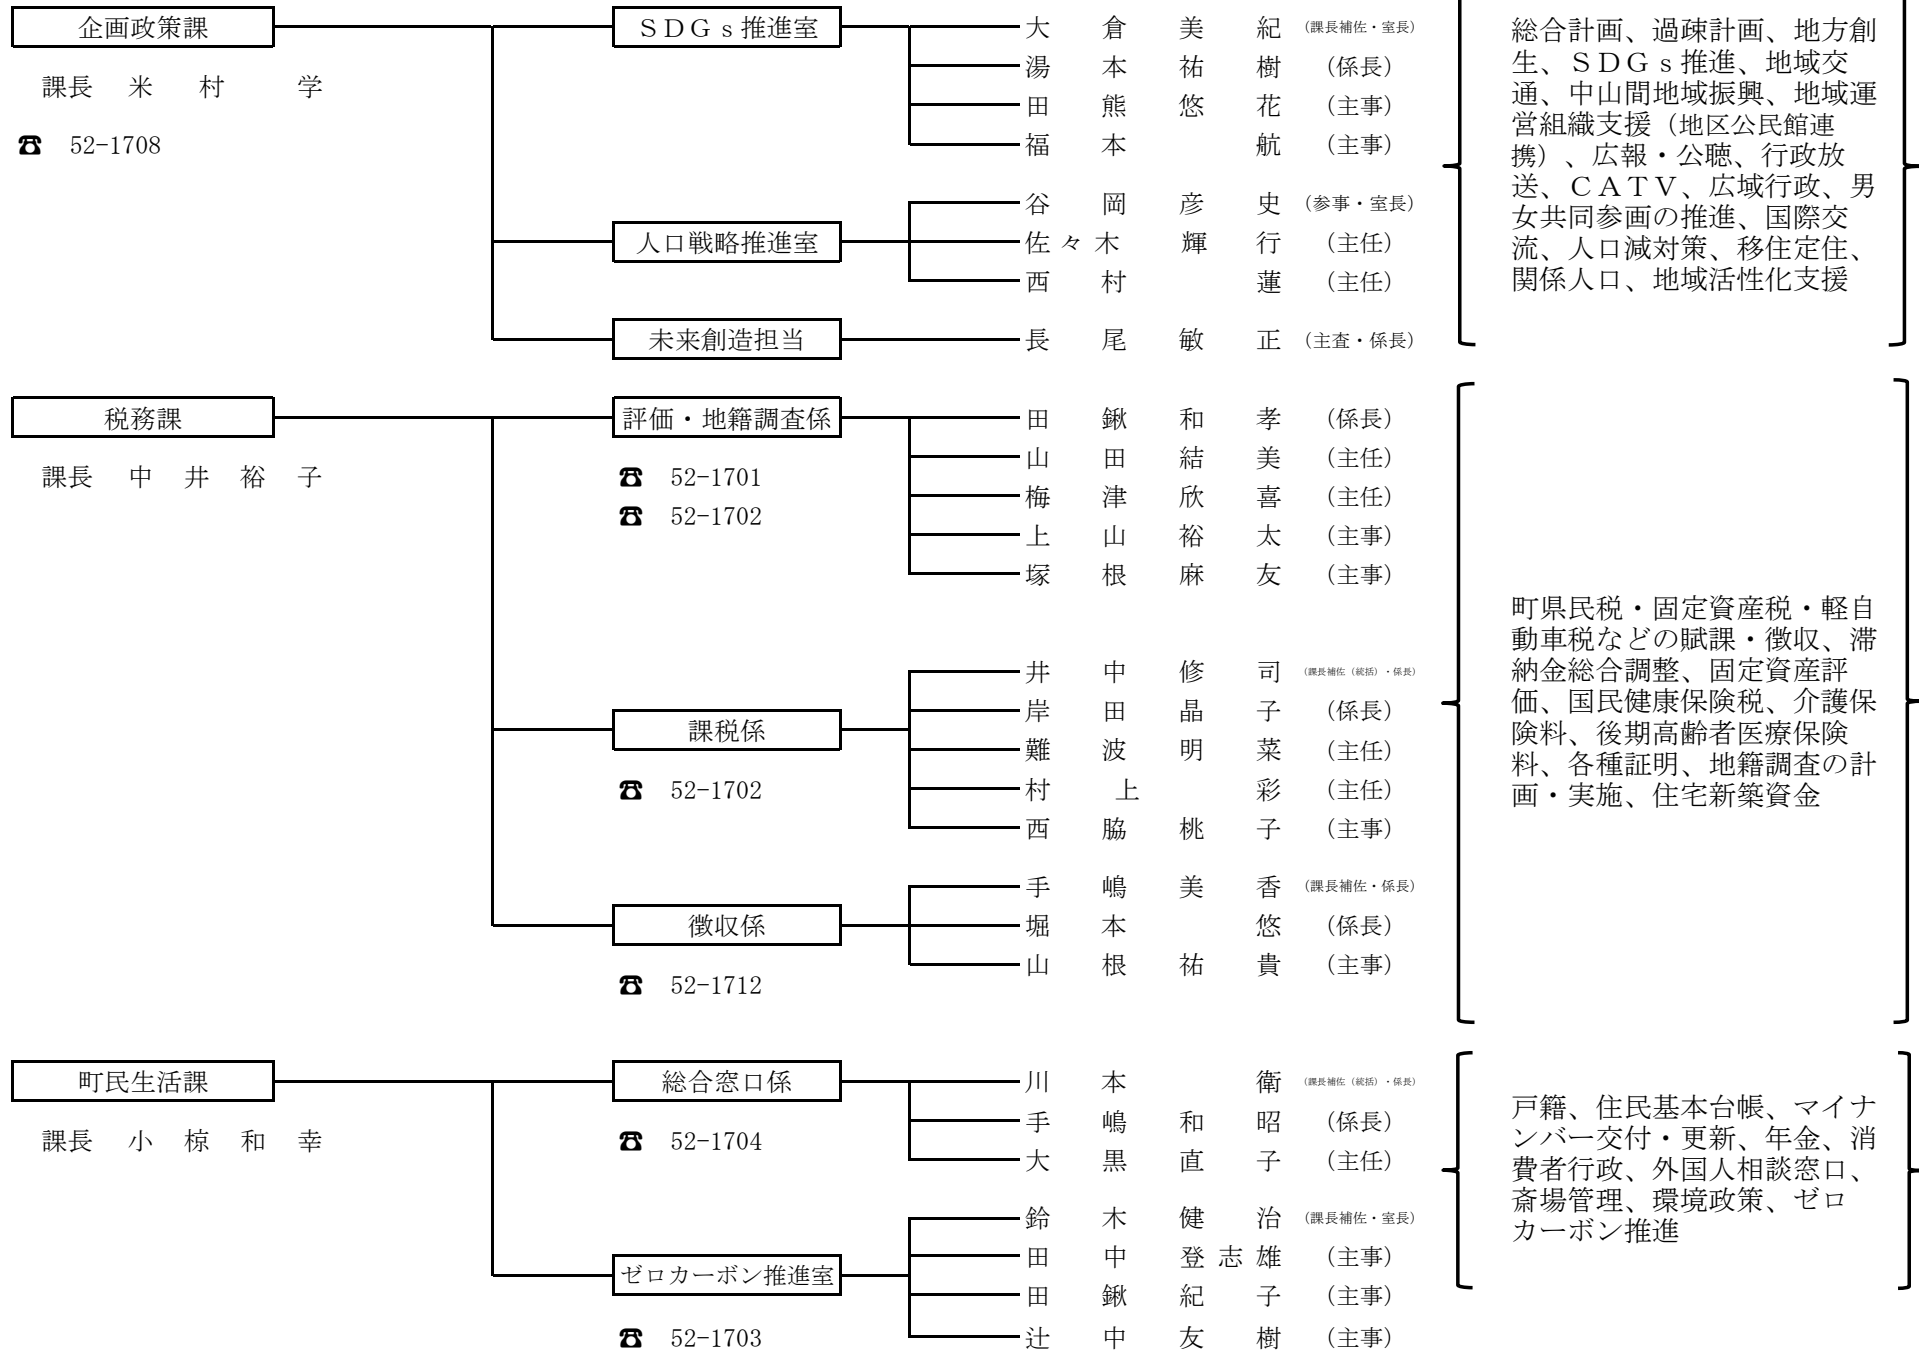 企画政策課
課長 米 村 学
☎ 52-1708
ＳＤＧｓ推進室
大 倉 美 紀 (課長補佐・室長)
湯 本 祐 樹 (係長)
田 熊 悠 花 (主事)
福 本 航 (主事)
人口戦略推進室
谷 岡 彦 史 (参事・室長)
佐 々 木 輝 行 (主任)
西 村 蓮 (主任)
未来創造担当
長 尾 敏 正 (主査・係長)
総合計画、過疎計画、地方創
生、ＳＤＧｓ推進、地域交
通、中山間地域振興、地域運
営組織支援（地区公民館連
携）、広報・公聴、行政放
送、ＣＡＴＶ、広域行政、男
女共同参画の推進、国際交
流、人口減対策、移住定住、
関係人口、地域活性化支援
税務課
課長 中 井 裕 子
評価・地籍調査係
☎ 52-1701
☎ 52-1702
田 鍬 和 孝 (係長)
山 田 結 美 (主任)
梅 津 欣 喜 (主任)
上 山 裕 太 (主事)
塚 根 麻 友 (主事)
課税係
☎ 52-1702
井 中 修 司 (課長補佐（統括）・係長)
岸 田 晶 子 (係長)
難 波 明 菜 (主任)
村 上 彩 (主任)
西 脇 桃 子 (主事)
徴収係
☎ 52-1712
手 嶋 美 香 (課長補佐・係長)
堀 本 悠 (係長)
山 根 祐 貴 (主事)
町県民税・固定資産税・軽自
動車税などの賦課・徴収、滞
納金総合調整、固定資産評
価、国民健康保険税、介護保
険料、後期高齢者医療保険
料、各種証明、地籍調査の計
画・実施、住宅新築資金
町民生活課
課長 小 椋 和 幸
総合窓口係
☎ 52-1704
川 本 衛 (課長補佐（統括）・係長)
手 嶋 和 昭 (係長)
大 黒 直 子 (主任)
ゼロカーボン推進室
☎ 52-1703
鈴 木 健 治 (課長補佐・室長)
田 中 登 志 雄 (主事)
田 鍬 紀 子 (主事)
辻 中 友 樹 (主事)
戸籍、住民基本台帳、マイナ
ンバー交付・更新、年金、消
費者行政、外国人相談窓口、
斎場管理、環境政策、ゼロ
カーボン推進